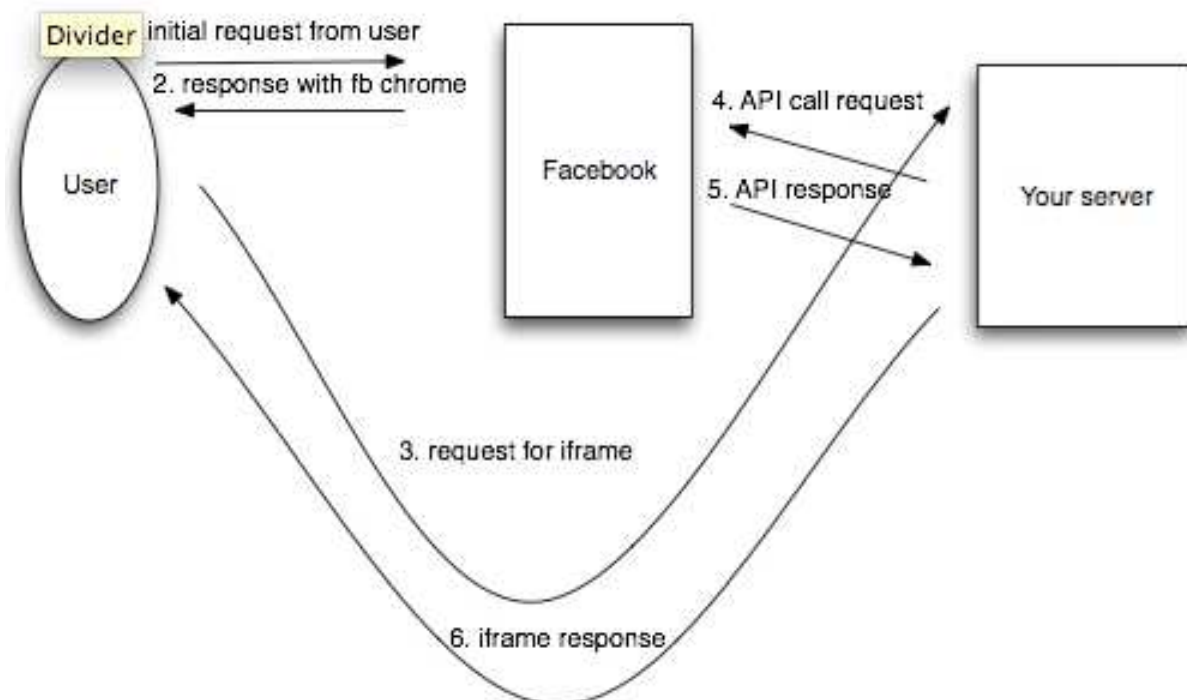 Divider initial request from user
2. response with fb chrome
4. API call request
User
Facebook
5. API response
Your server
3. request for iframe
6. iframe response